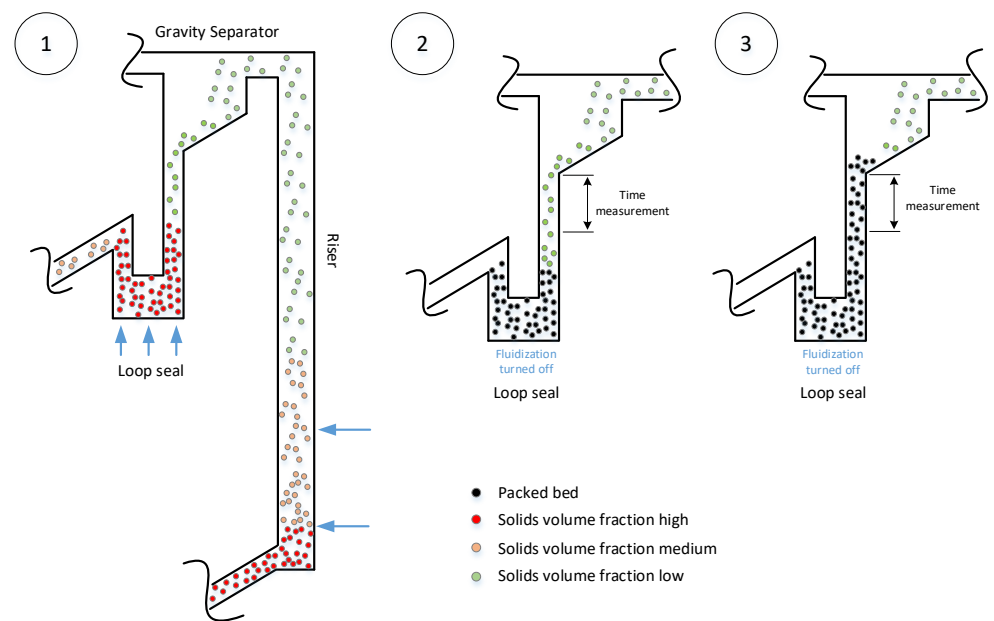 1
Gravity Separator
Riser
Loop seal
2
Time
measurement
Fluidization
turned off
Loop seal
3
Time
measurement
Fluidization
turned off
Loop seal
Packed bed
Solids volume fraction high
Solids volume fraction medium
Solids volume fraction low